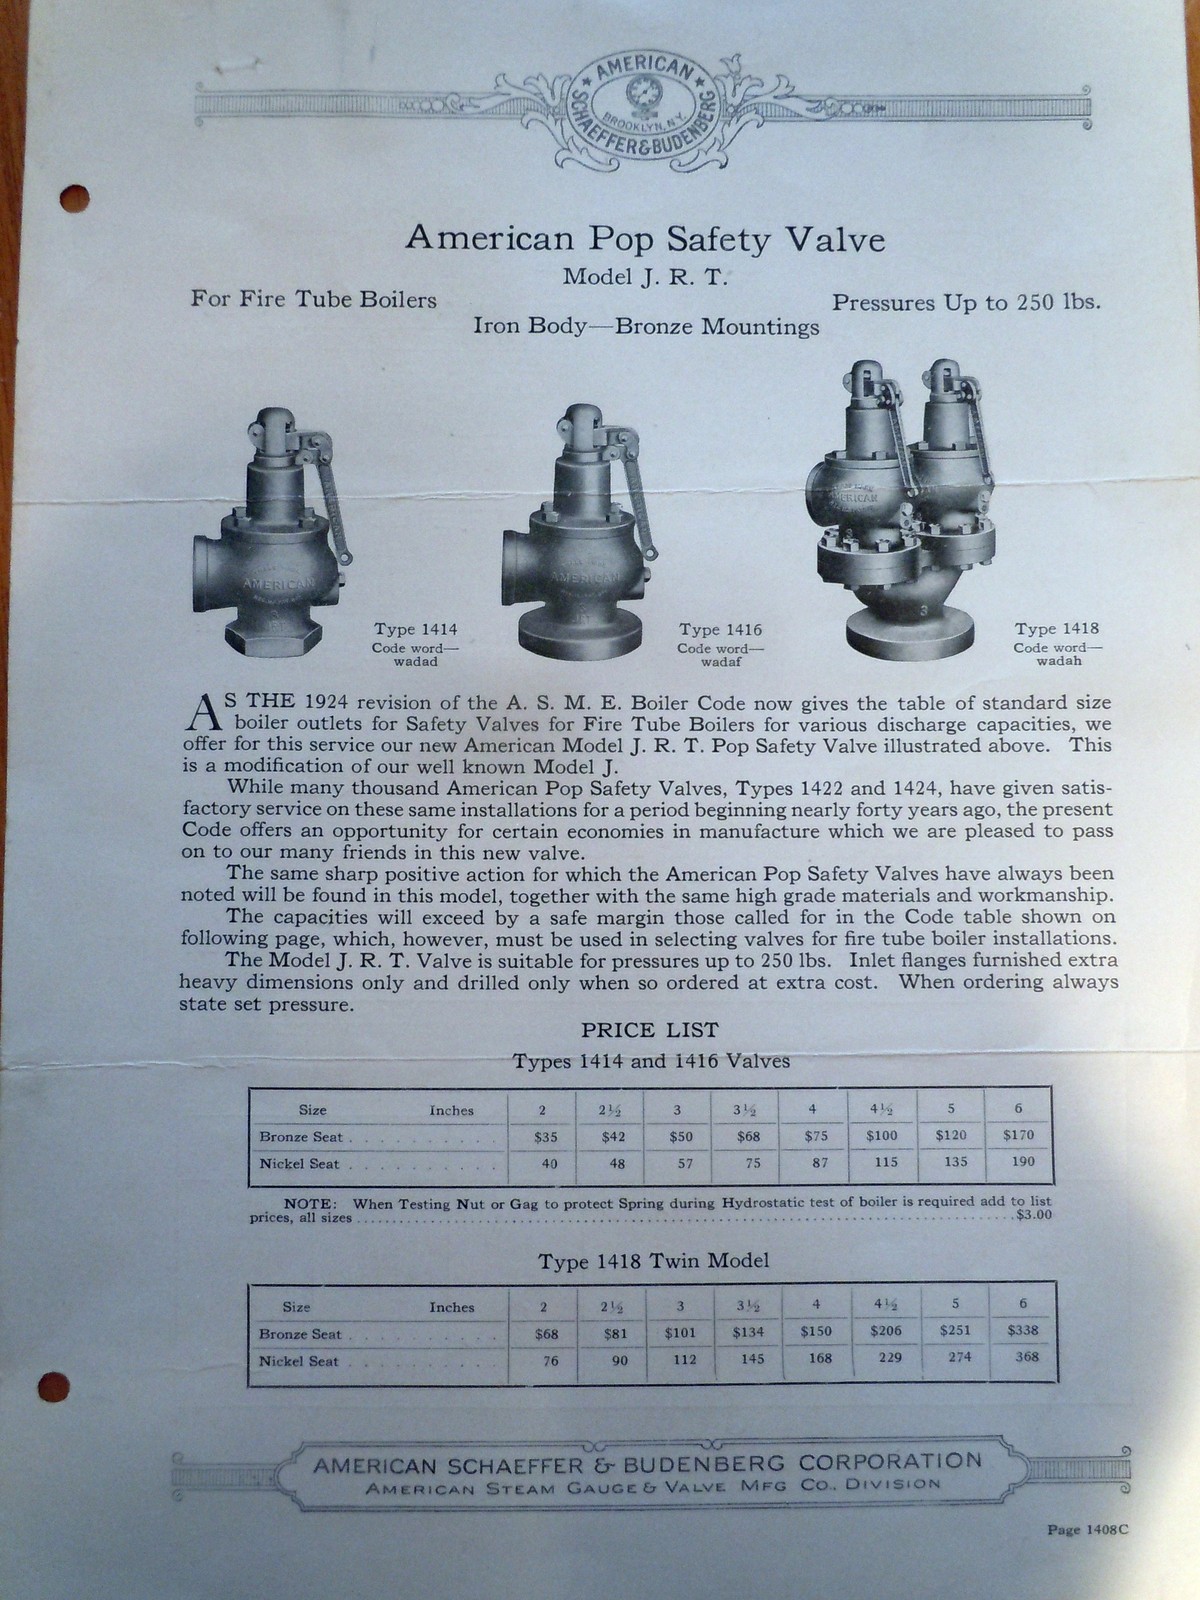 AMERICAN
SCHAEFFER & BUDENBERG
BROOKLYN, N.Y.
American Pop Safety Valve
Model J. R. T.
For Fire Tube Boilers
Pressures Up to 250 lbs.
Iron Body—Bronze Mountings
AMERICAN
AMERICAN
AMERICAN
3
Type 1414
Code word—
wadad
Type 1416
Code word—
wadaf
Type 1418
Code word—
wadah
AS THE 1924 revision of the A. S. M. E. Boiler Code now gives the table of standard size
boiler outlets for Safety Valves for Fire Tube Boilers for various discharge capacities, we
offer for this service our new American Model J. R. T. Pop Safety Valve illustrated above. This
is a modification of our well known Model J.
While many thousand American Pop Safety Valves, Types 1422 and 1424, have given satis-
factory service on these same installations for a period beginning nearly forty years ago, the present
Code offers an opportunity for certain economies in manufacture which we are pleased to pass
on to our many friends in this new valve.
The same sharp positive action for which the American Pop Safety Valves have always been
noted will be found in this model, together with the same high grade materials and workmanship.
The capacities will exceed by a safe margin those called for in the Code table shown on
following page, which, however, must be used in selecting valves for fire tube boiler installations.
The Model J. R. T. Valve is suitable for pressures up to 250 lbs. Inlet flanges furnished extra
heavy dimensions only and drilled only when so ordered at extra cost. When ordering always
state set pressure.
PRICE LIST
Types 1414 and 1416 Valves
Size Inches 2 2½ 3 3½ 4 4½ 5 6
Bronze Seat . . . . . . . . . . $35 $42 $50 $68 $75 $100 $120 $170
Nickel Seat . . . . . . . . . . 40 48 57 75 87 115 135 190
NOTE: When Testing Nut or Gag to protect Spring during Hydrostatic test of boiler is required add to list
prices, all sizes ........................................ $3.00
Type 1418 Twin Model
Size Inches 2 2½ 3 3½ 4 4½ 5 6
Bronze Seat . . . . . . . . . . $68 $81 $101 $134 $150 $206 $251 $338
Nickel Seat . . . . . . . . . . 76 90 112 145 168 229 274 368
AMERICAN SCHAEFFER & BUDENBERG CORPORATION
AMERICAN STEAM GAUGE & VALVE MFG CO., DIVISION
Page 1408C